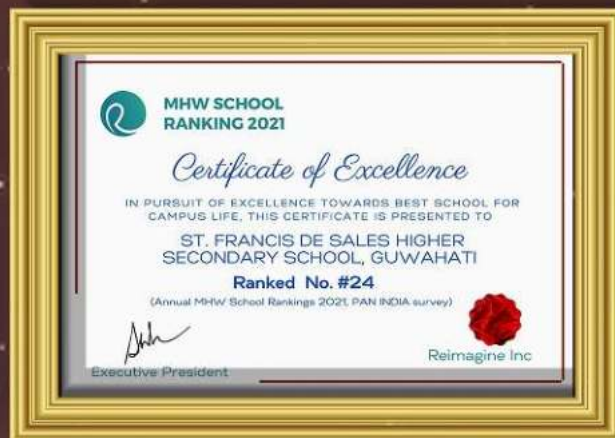 MHW SCHOOL
RANKING 2021
Certificate of Excellence
IN PURSUIT OF EXCELLENCE TOWARDS BEST SCHOOL FOR
CAMPUS LIFE, THIS CERTIFICATE IS PRESENTED TO
ST. FRANCIS DE SALES HIGHER
SECONDARY SCHOOL, GUWAHATI
Ranked No. #24
(Annual MHW School Rankings 2021, PAN INDIA survey)
Executive President
Reimagine Inc